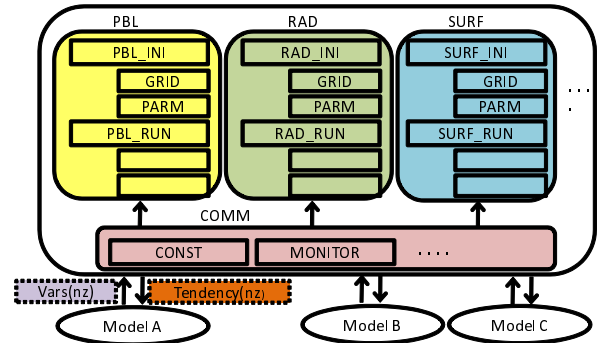 PBL RAD SURF
PBL_INI RAD_INI SURF_INI
GRID GRID GRID
PARM PARM PARM
PBL_RUN RAD_RUN SURF_RUN
COMM
CONST MONITOR ....
Vars(nz) Tendency(nz)
Model A Model B Model C